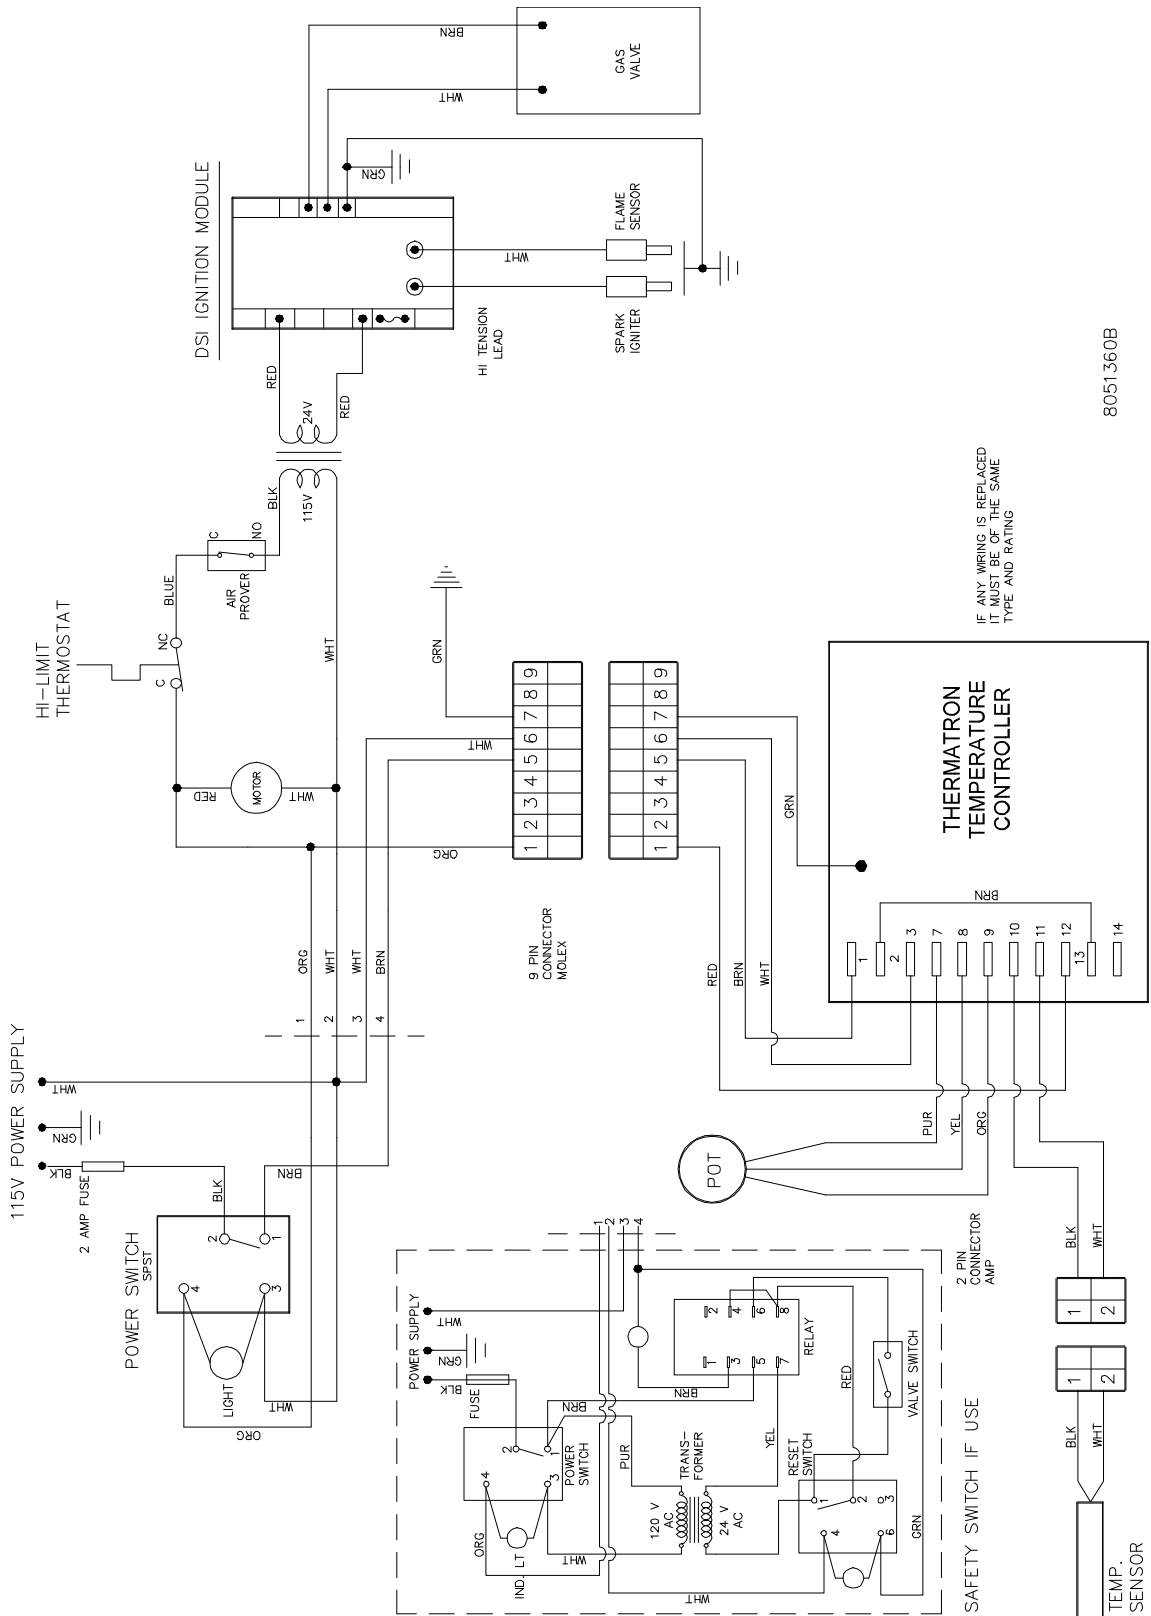 BRN
WHT
GAS
VALVE
DSI IGNITION MODULE
GRN
FLAME
SENSOR
WHT
SPARK
IGNITER
HI TENSION
LEAD
RED
RED
24V
115V
BLK
NO
C
AIR
PROVER
BLUE
HI-LIMIT
THERMOSTAT
NC
C
WHT
RED
MOTOR
WHT
GRN
WHT
ORG
1 2 3 4 5 6 7 8 9
1 2 3 4 5 6 7 8 9
9 PIN
CONNECTOR
MOLEX
ORG
WHT
WHT
BRN
1
2
3
4
115V POWER SUPPLY
WHT
GRN
BLK
2 AMP FUSE
BLK
BRN
POWER SWITCH
SPST
2
1
4
3
LIGHT
WHT
ORG
8051360B
IF ANY WIRING IS REPLACED
IT MUST BE OF THE SAME
TYPE AND RATING
THERMATRON
TEMPERATURE
CONTROLLER
GRN
BRN
1
2
3
7
8
9
10
11
12
13
14
RED
BRN
WHT
PUR
YEL
ORG
POT
2 PIN
CONNECTOR
AMP
BLK
WHT
1
2
1
2
BLK
WHT
TEMP.
SENSOR
1
2
3
4
POWER SUPPLY
WHT
GRN
BLK
FUSE
BRN
BRN
2
4
6
8
1
3
5
7
RELAY
RED
VALVE SWITCH
POWER
SWITCH
2
1
4
3
PUR
TRANS-
FORMER
YEL
120 V
AC
24 V
AC
RESET
SWITCH
1
2
3
4
6
GRN
ORG
IND. LT
WHT
WHT
SAFETY SWITCH IF USE